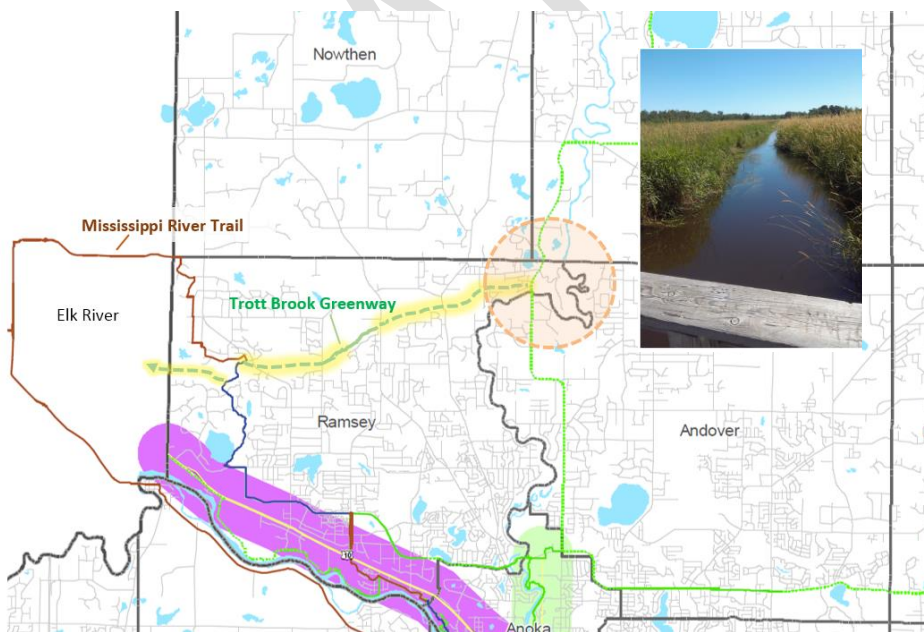 Nowthen
Mississippi River Trail
Trott Brook Greenway
Elk River
Ramsey
Andover
10
Anoka